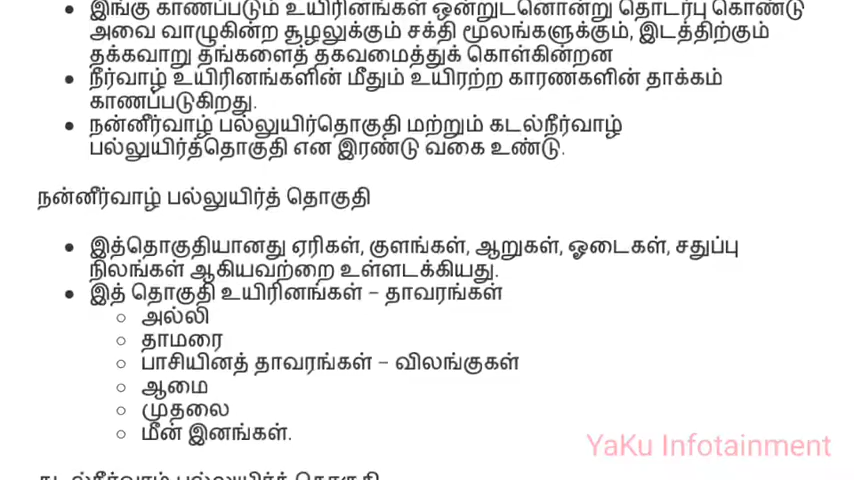 இங்கு காணப்படும் உயிரினங்கள் ஒன்றுடனொன்று தொடர்பு கொண்டு
அவை வாழுகின்ற சூழலுக்கும் சக்தி மூலங்களுக்கும், இடத்திற்கும்
தக்கவாறு தங்களைத் தகவமைத்துக் கொள்கின்றன
நீர்வாழ் உயிரினங்களின் மீதும் உயிரற்ற காரணகளின் தாக்கம்
காணப்படுகிறது.
நன்னீர்வாழ் பல்லுயிர்தொகுதி மற்றும் கடல்நீர்வாழ்
பல்லுயிர்த்தொகுதி என இரண்டு வகை உண்டு.
நன்னீர்வாழ் பல்லுயிர்த் தொகுதி
இத்தொகுதியானது ஏரிகள், குளங்கள், ஆறுகள், ஓடைகள், சதுப்பு
நிலங்கள் ஆகியவற்றை உள்ளடக்கியது.
இத் தொகுதி உயிரினங்கள் – தாவரங்கள்
அல்லி
தாமரை
பாசியினத் தாவரங்கள் – விலங்குகள்
ஆமை
முதலை
மீன் இனங்கள்.
YaKu Infotainment
கடல்நீர்வாழ் பல்லுயிர்த் தொகுதி